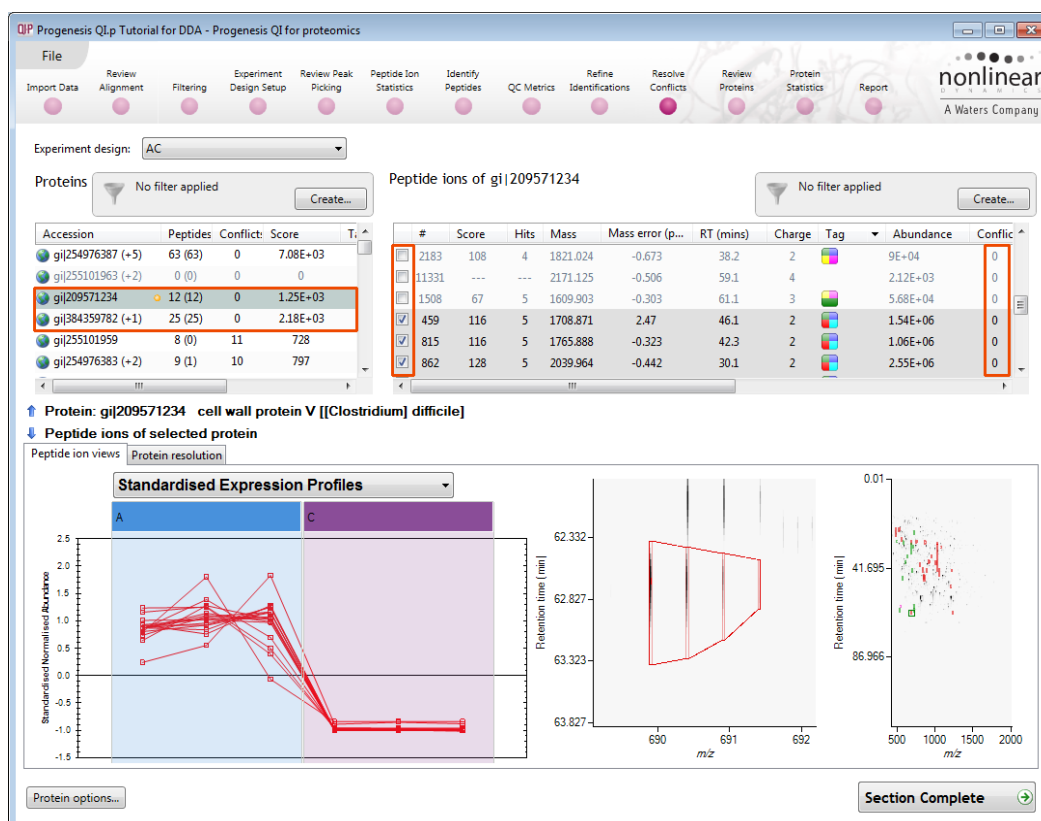 QIP Progenesis QI.p Tutorial for DDA - Progenesis QI for proteomics
File
Import Data
Review Alignment
Filtering
Experiment Design Setup
Review Peak Picking
Peptide Ion Statistics
Identify Peptides
QC Metrics
Refine Identifications
Resolve Conflicts
Review Proteins
Protein Statistics
Report
nonlinear
DYNAMICS
A Waters Company
Experiment design: AC
Proteins
No filter applied
Create...
Peptide ions of gi|209571234
No filter applied
Create...
Accession Peptides Conflict: Score
gi|254976387 (+5) 63 (63) 0 7.08E+03
gi|255101963 (+2) 0 (0) 0 0
gi|209571234 12 (12) 0 1.25E+03
gi|384359782 (+1) 25 (25) 0 2.18E+03
gi|255101959 8 (0) 11 728
gi|254976383 (+2) 9 (1) 10 797
# Score Hits Mass Mass error (p... RT (mins) Charge Tag Abundance Conflic
2183 108 4 1821.024 -0.673 38.2 2 9E+04 0
11331 --- --- 2171.125 -0.506 59.1 4 2.12E+03 0
1508 67 5 1609.903 -0.303 61.1 3 5.68E+04 0
459 116 5 1708.871 2.47 46.1 2 1.54E+06 0
815 116 5 1765.888 -0.323 42.3 2 1.06E+06 0
862 128 5 2039.964 -0.442 30.1 2 2.55E+06 0
Protein: gi|209571234 cell wall protein V [[Clostridium] difficile]
Peptide ions of selected protein
Peptide ion views
Protein resolution
Standardised Expression Profiles
A
C
Standardised Normalised Abundance
2.5
2.0
1.5
1.0
0.5
0.0
-0.5
-1.0
-1.5
Retention time (min)
62.332
62.827
63.323
63.827
690 691 692
m/z
Retention time (min)
0.01
41.695
86.966
500 1000 1500 2000
m/z
Protein options...
Section Complete